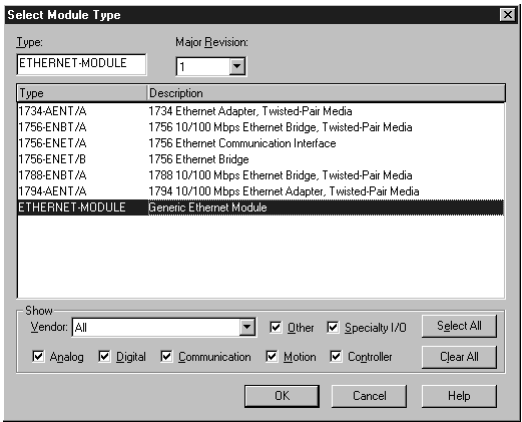 Select Module Type
Type:
Major Revision:
ETHERNET-MODULE
1
Type Description
1734-AENT/A 1734 Ethernet Adapter, Twisted-Pair Media
1756-ENBT/A 1756 10/100 Mbps Ethernet Bridge, Twisted-Pair Media
1756-ENET/A 1756 Ethernet Communication Interface
1756-ENET/B 1756 Ethernet Bridge
1788-ENBT/A 1788 10/100 Mbps Ethernet Bridge, Twisted-Pair Media
1794-AENT/A 1794 10/100 Mbps Ethernet Adapter, Twisted-Pair Media
ETHERNET-MODULE Generic Ethernet Module
Show
Vendor: All Other Specialty I/O Select All
Analog Digital Communication Motion Controller Clear All
OK Cancel Help